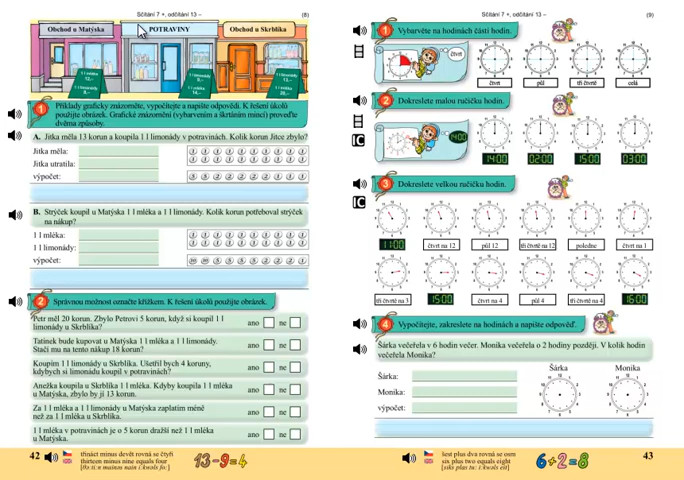 Sčítání 7 +, odčítání 13 –
(8)
Obchod u Matýska
POTRAVINY
Obchod u Skrblíka
1
Příklady graficky znázorněte, vypočítejte a napište odpovědi. K řešení úkolů
použijte obrázek. Grafické znázornění (vybarvením a škrtáním mincí) proveďte
dvěma způsoby.
A. Jitka měla 13 korun a koupila 1 l limonády v potravinách. Kolik korun Jitce zbylo?
Jitka měla:
Jitka utratila:
výpočet:
B. Strýček koupil u Matýska 1 l mléka a 1 l limonády. Kolik korun potřeboval strýček
na nákup?
1 l mléka:
1 l limonády:
výpočet:
2
Správnou možnost označte křížkem. K řešení úkolů použijte obrázek.
Petr měl 20 korun. Zbylo Petrovi 5 korun, když si koupil 1 l
limonády u Skrblíka?
ano ne
Tatínek bude kupovat u Matýska 1 l mléka a 1 l limonády.
Stačí mu na tento nákup 18 korun?
ano ne
Koupím 1 l limonády u Skrblíka. Ušetřil bych 4 koruny,
kdybych si limonádu koupil v potravinách?
ano ne
Anežka koupila u Skrblíka 1 l mléka. Kdyby koupila 1 l mléka
u Matýska, zbylo by jí 13 korun.
ano ne
Za 1 l mléka a 1 l limonády u Matýska zaplatím méně
než za 1 l mléka u Skrblíka.
ano ne
1 l mléka v potravinách je o 5 korun dražší než 1 l mléka
u Matýska.
ano ne
42
třináct minus devět rovná se čtyři
thirteen minus nine equals four
13-9=4
Sčítání 7 +, odčítání 13 –
(9)
1
Vybarvěte na hodinách části hodin.
čtvrt
čtvrt
půl
tři čtvrtě
celá
2
Dokreslete malou ručičku hodin.
14:00
14:00
02:00
15:00
03:00
3
Dokreslete velkou ručičku hodin.
11:00
čtvrt na 12
půl 12
tři čtvrtě na 12
poledne
čtvrt na 1
tři čtvrtě na 3
15:00
čtvrt na 4
půl 4
tři čtvrtě na 4
16:00
4
Vypočítejte, zakreslete na hodinách a napište odpověď.
Šárka večeřela v 6 hodin večer. Monika večeřela o 2 hodiny později. V kolik hodin
večeřela Monika?
Šárka:
Monika:
výpočet:
Šárka
Monika
šest plus dva rovná se osm
six plus two equals eight
6+2=8
43